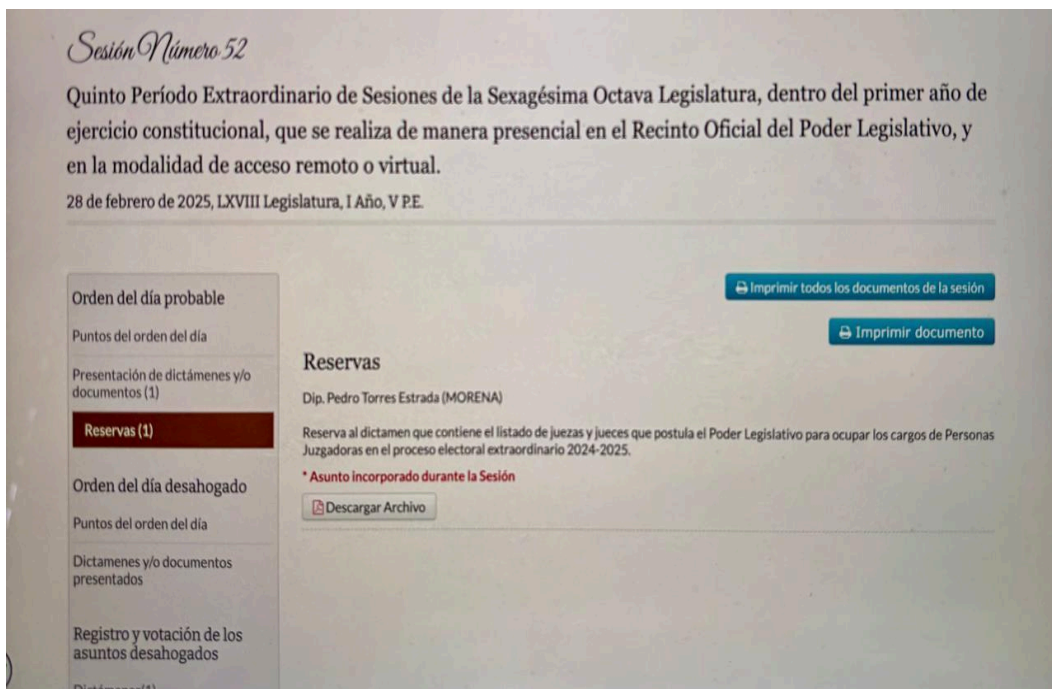 Sesión Número 52
Quinto Período Extraordinario de Sesiones de la Sexagésima Octava Legislatura, dentro del primer año de
ejercicio constitucional, que se realiza de manera presencial en el Recinto Oficial del Poder Legislativo, y
en la modalidad de acceso remoto o virtual.
28 de febrero de 2025, LXVIII Legislatura, I Año, V P.E.
Imprimir todos los documentos de la sesión
Imprimir documento
Orden del día probable
Puntos del orden del día
Presentación de dictámenes y/o
documentos (1)
Reservas (1)
Orden del día desahogado
Puntos del orden del día
Dictamenes y/o documentos
presentados
Registro y votación de los
asuntos desahogados
Reservas
Dip. Pedro Torres Estrada (MORENA)
Reserva al dictamen que contiene el listado de juezas y jueces que postula el Poder Legislativo para ocupar los cargos de Personas
Juzgadoras en el proceso electoral extraordinario 2024-2025.
* Asunto incorporado durante la Sesión
Descargar Archivo